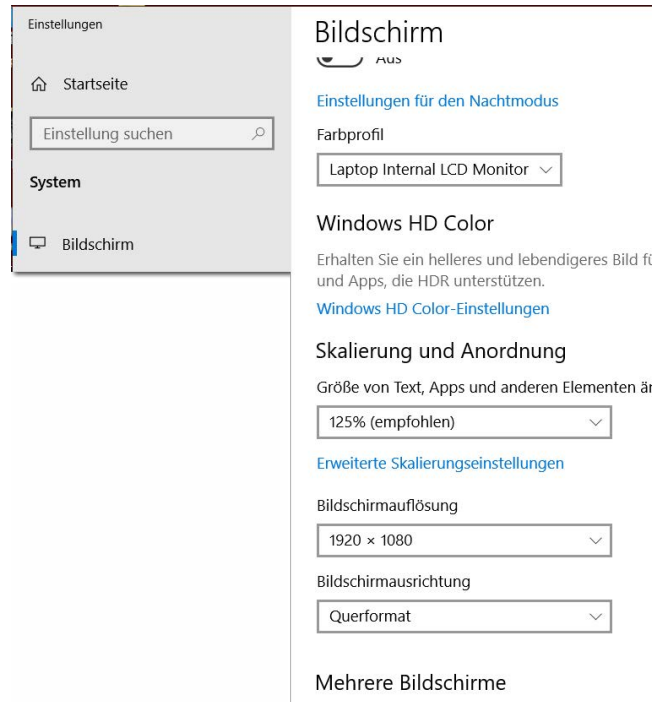 Einstellungen
Startseite
Einstellung suchen
System
Bildschirm
Bildschirm
Aus
Einstellungen für den Nachtmodus
Farbprofil
Laptop Internal LCD Monitor
Windows HD Color
Erhalten Sie ein helleres und lebendigeres Bild fü
und Apps, die HDR unterstützen.
Windows HD Color-Einstellungen
Skalierung und Anordnung
Größe von Text, Apps und anderen Elementen är
125% (empfohlen)
Erweiterte Skalierungseinstellungen
Bildschirmauflösung
1920 × 1080
Bildschirmausrichtung
Querformat
Mehrere Bildschirme